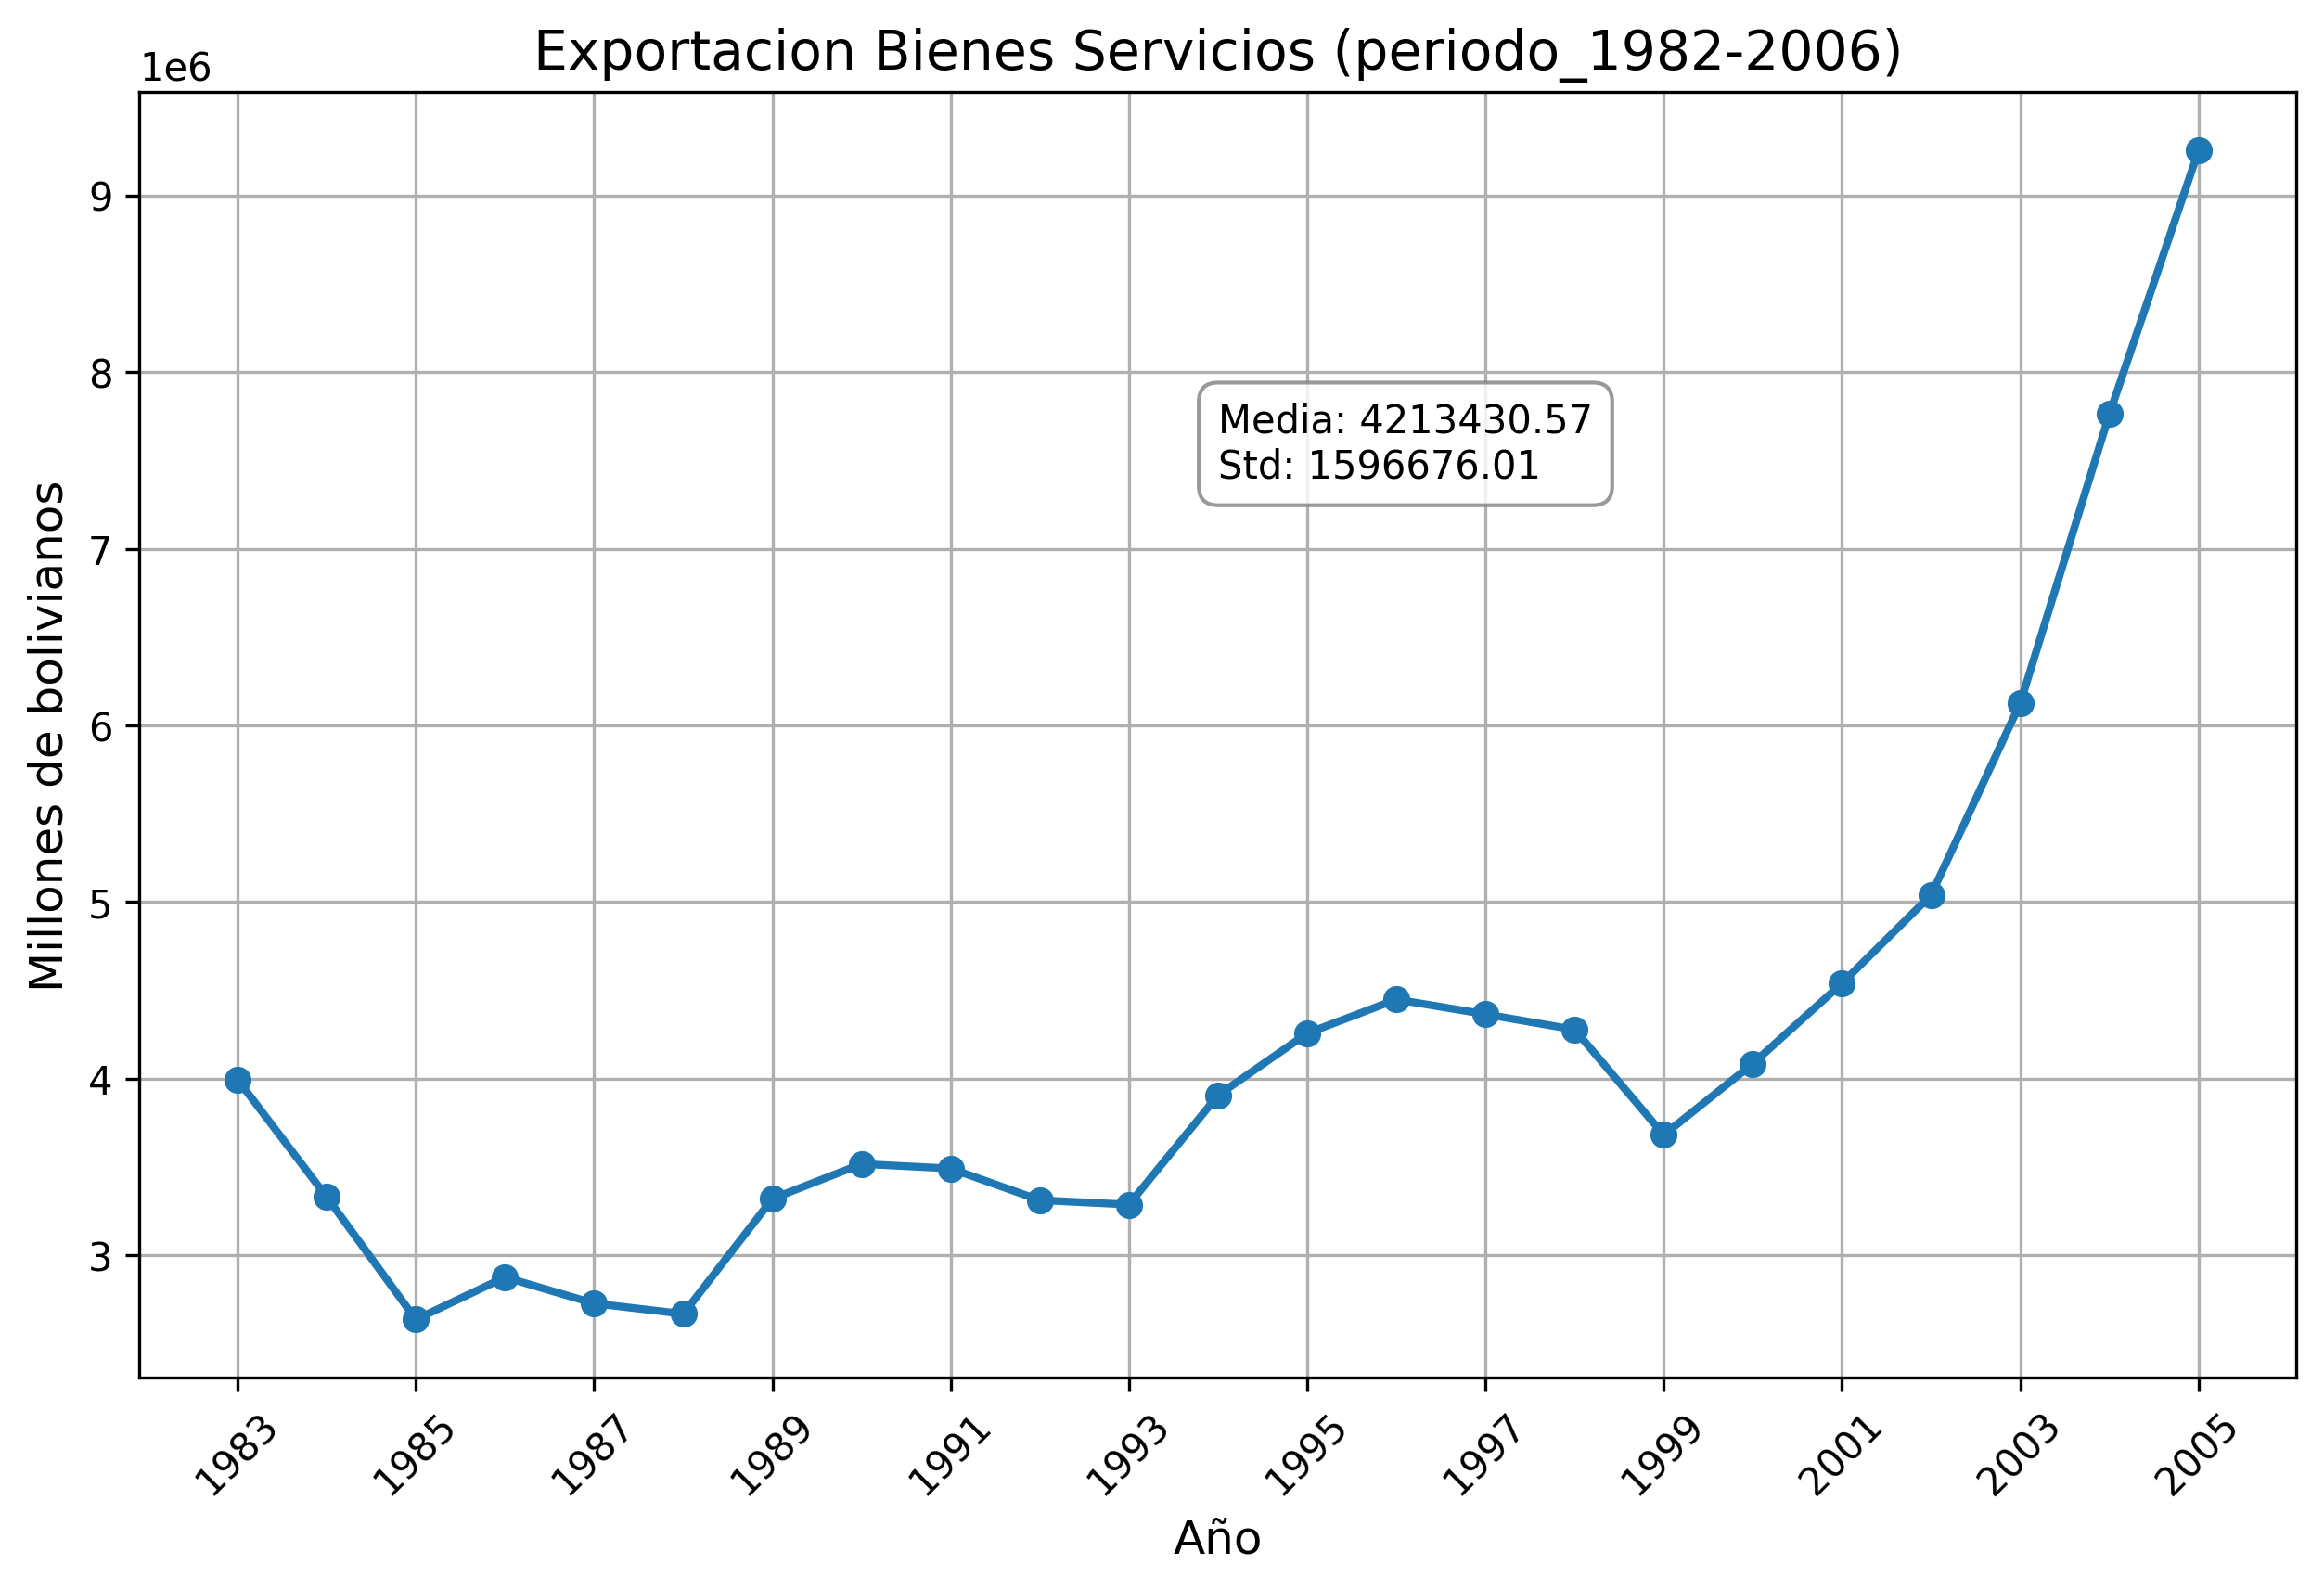 Exportacion Bienes Servicios (periodo_1982-2006)
1e6
9
8
7
6
5
4
3
Millones de bolivianos
Media: 4213430.57
Std: 1596676.01
1983 1985 1987 1989 1991 1993 1995 1997 1999 2001 2003 2005
Año